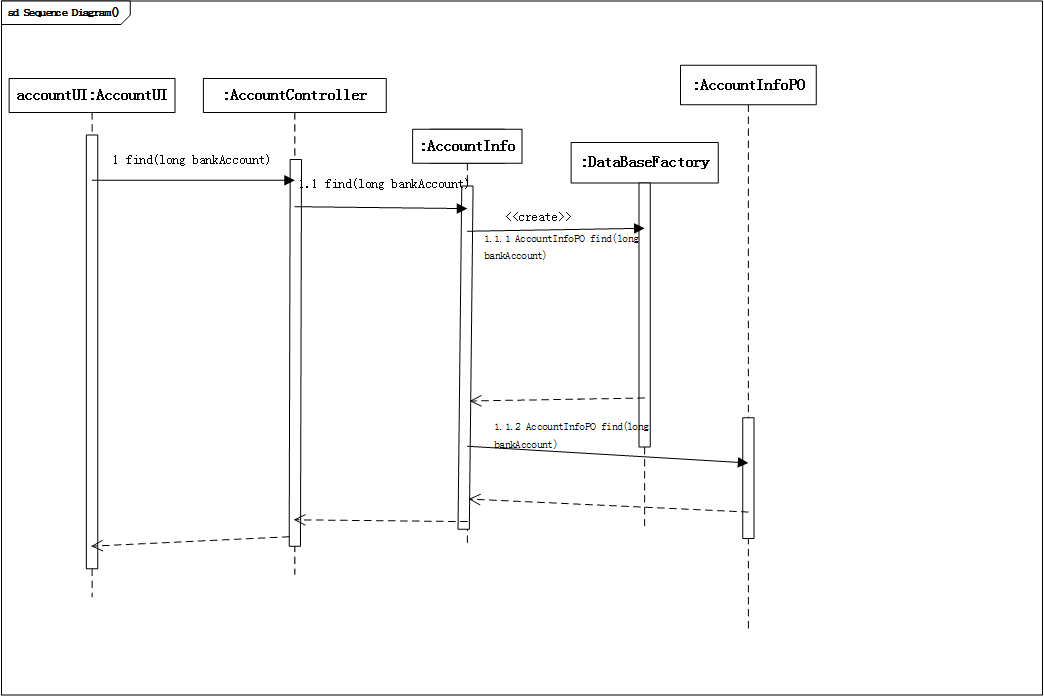 sd Sequence Diagram()
:AccountInfoPO
accountUI:AccountUI
:AccountController
:AccountInfo
:DataBaseFactory
1 find(long bankAccount)
1.1 find(long bankAccount)
<<create>>
1.1.1 AccountInfoPO find(long
bankAccount)
1.1.2 AccountInfoPO find(long
bankAccount)